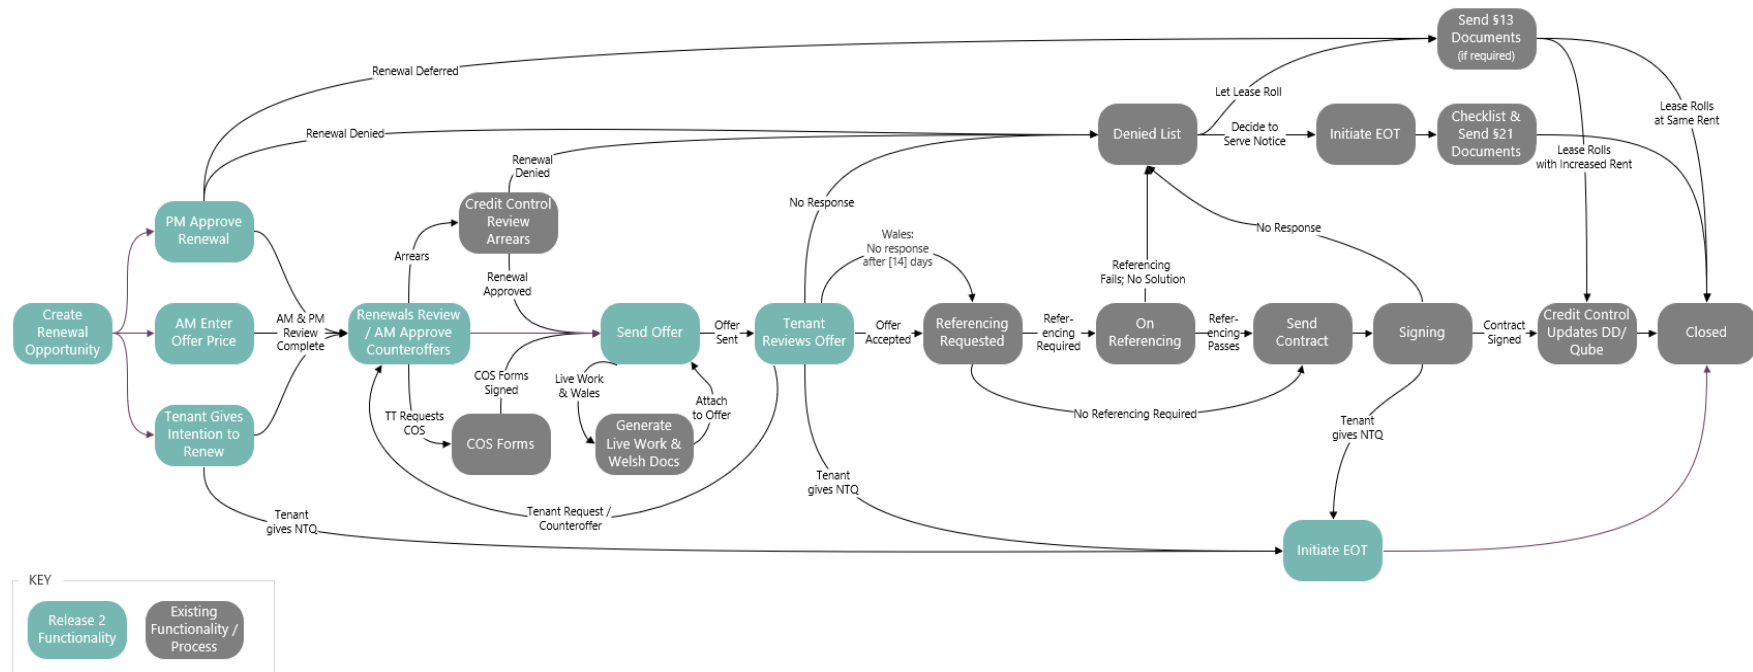 Send §13
Documents
(if required)
Renewal Deferred
Let Lease Roll
Lease Rolls
at Same Rent
Renewal Denied
Denied List
Decide to
Serve Notice
Initiate EOT
Checklist &
Send §21
Documents
Lease Rolls
with Increased Rent
Renewal
Denied
PM Approve
Renewal
Credit Control
Review
Arrears
No Response
Wales:
No response
after [14] days
No Response
Arrears
Renewal
Approved
Referencing
Fails; No Solution
Create
Renewal
Opportunity
AM Enter
Offer Price
AM & PM
Review
Complete
Renewals Review
/ AM Approve
Counteroffers
Send Offer
Offer
Sent
Tenant
Reviews Offer
Offer
Accepted
Referencing
Requested
Refer-
encing
Required
On
Referencing
Refer-
encing
Passes
Send
Contract
Signing
Contract
Signed
Credit Control
Updates DD/
Qube
Closed
COS Forms
Signed
Live Work
& Wales
Attach
to Offer
TT Requests
COS
No Referencing Required
Tenant Gives
Intention to
Renew
COS Forms
Generate
Live Work &
Welsh Docs
Tenant
gives NTQ
Tenant
gives NTQ
Tenant
gives NTQ
Tenant Request /
Counteroffer
Initiate EOT
KEY
Release 2
Functionality
Existing
Functionality /
Process